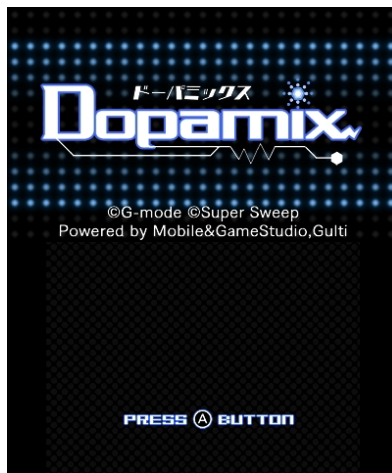 ドーパミックス
Dopamix
©G-mode ©Super Sweep
Powered by Mobile&GameStudio,Gulti
PRESS Ⓐ BUTTON